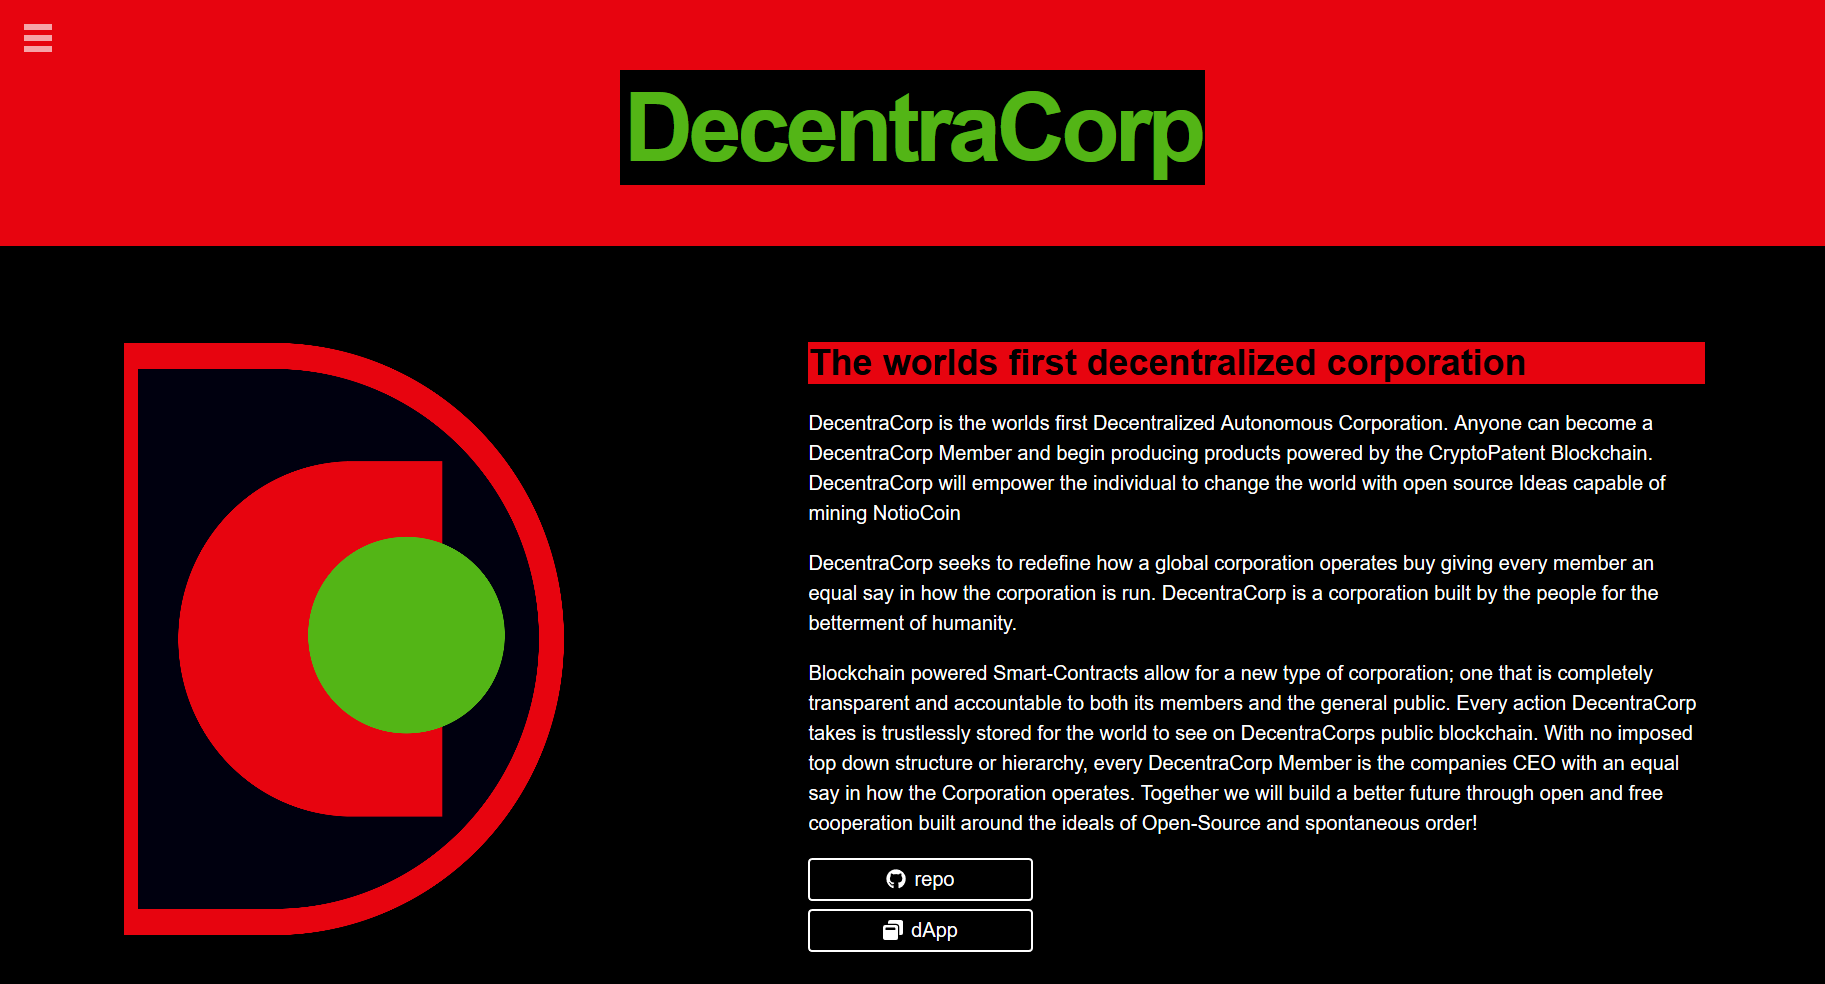 DecentraCorp
The worlds first decentralized corporation
DecentraCorp is the worlds first Decentralized Autonomous Corporation. Anyone can become a
DecentraCorp Member and begin producing products powered by the CryptoPatent Blockchain.
DecentraCorp will empower the individual to change the world with open source Ideas capable of
mining NotioCoin
DecentraCorp seeks to redefine how a global corporation operates buy giving every member an
equal say in how the corporation is run. DecentraCorp is a corporation built by the people for the
betterment of humanity.
Blockchain powered Smart-Contracts allow for a new type of corporation; one that is completely
transparent and accountable to both its members and the general public. Every action DecentraCorp
takes is trustlessly stored for the world to see on DecentraCorps public blockchain. With no imposed
top down structure or hierarchy, every DecentraCorp Member is the companies CEO with an equal
say in how the Corporation operates. Together we will build a better future through open and free
cooperation built around the ideals of Open-Source and spontaneous order!
repo
dApp